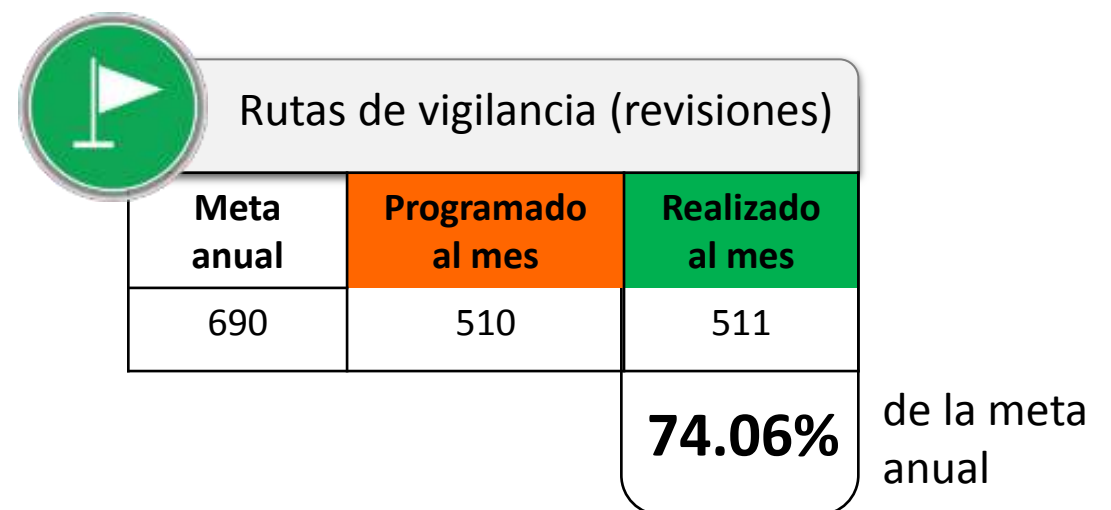 Rutas de vigilancia (revisiones)
Meta anual
Programado al mes
Realizado al mes
690 510 511
74.06%
de la meta
anual